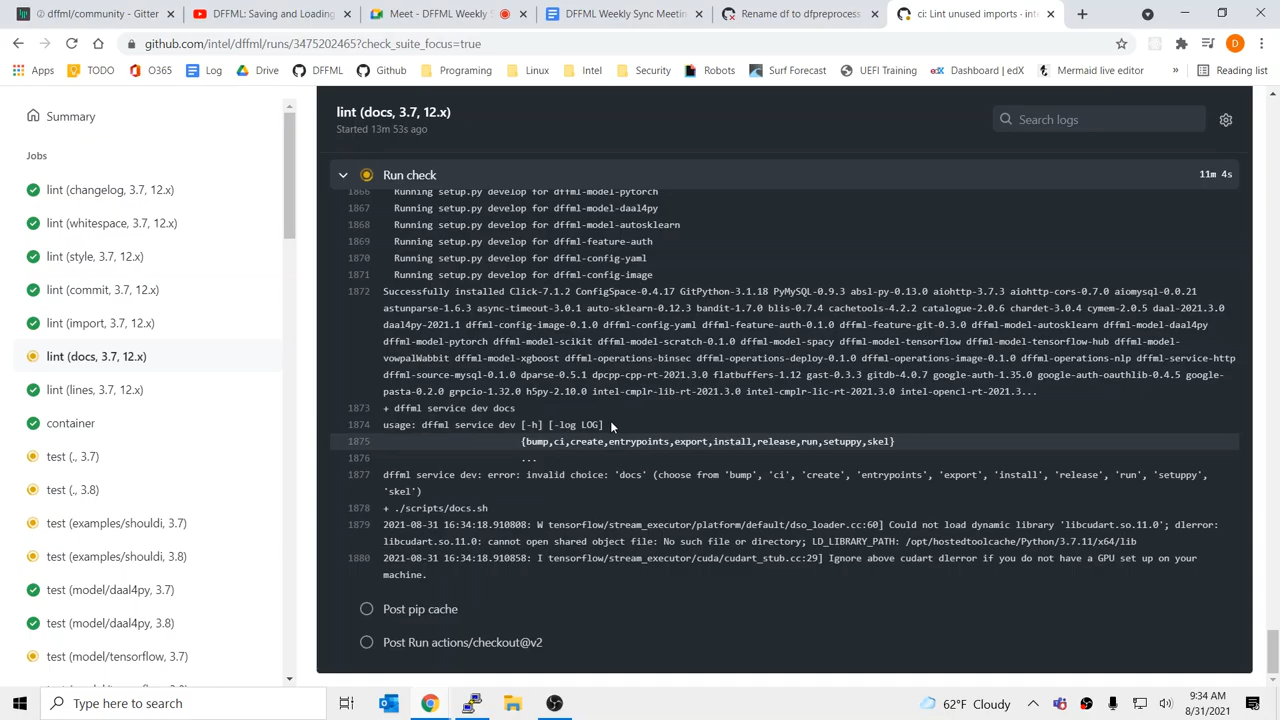 dffml/community - Gitter
DFFML: Saving and Loading
Meet - DFFML Weekly S
DFFML Weekly Sync Meeting
Rename df to dfpreprocess
ci: Lint unused imports · inte
github.com/intel/dffml/runs/3475202465?check_suite_focus=true
Apps
TODO
O365
Log
Drive
DFFML
Github
Programing
Linux
Intel
Security
Robots
Surf Forecast
UEFI Training
Dashboard | edX
Mermaid live editor
»
Reading list
Summary
Jobs
lint (changelog, 3.7, 12.x)
lint (whitespace, 3.7, 12.x)
lint (style, 3.7, 12.x)
lint (commit, 3.7, 12.x)
lint (import, 3.7, 12.x)
lint (docs, 3.7, 12.x)
lint (lines, 3.7, 12.x)
container
test (., 3.7)
test (., 3.8)
test (examples/shouldi, 3.7)
test (examples/shouldi, 3.8)
test (model/daal4py, 3.7)
test (model/daal4py, 3.8)
test (model/tensorflow, 3.7)
lint (docs, 3.7, 12.x)
Started 13m 53s ago
Search logs
Run check
11m 4s
1866 Running setup.py develop for dffml-model-pytorch
1867 Running setup.py develop for dffml-model-daal4py
1868 Running setup.py develop for dffml-model-autosklearn
1869 Running setup.py develop for dffml-feature-auth
1870 Running setup.py develop for dffml-config-yaml
1871 Running setup.py develop for dffml-config-image
1872 Successfully installed Click-7.1.2 ConfigSpace-0.4.17 GitPython-3.1.18 PyMySQL-0.9.3 absl-py-0.13.0 aiohttp-3.7.3 aiohttp-cors-0.7.0 aiomysql-0.0.21
astunparse-1.6.3 async-timeout-3.0.1 auto-sklearn-0.12.3 bandit-1.7.0 blis-0.7.4 cachetools-4.2.2 catalogue-2.0.6 chardet-3.0.4 cymem-2.0.5 daal-2021.3
daal4py-2021.1 dffml-config-image-0.1.0 dffml-config-yaml dffml-feature-auth-0.1.0 dffml-feature-git-0.3.0 dffml-model-autosklearn dffml-model-daal4py
dffml-model-pytorch dffml-model-scikit dffml-model-scratch-0.1.0 dffml-model-spacy dffml-model-tensorflow dffml-model-tensorflow-hub dffml-model-
vowpalWabbit dffml-model-xgboost dffml-operations-binsec dffml-operations-deploy-0.1.0 dffml-operations-image-0.1.0 dffml-operations-nlp dffml-service-http
dffml-source-mysql-0.1.0 dparse-0.5.1 dpcpp-cpp-rt-2021.3.0 flatbuffers-1.12 gast-0.3.3 gitdb-4.0.7 google-auth-1.35.0 google-auth-oauthlib-0.4.5 google-
pasta-0.2.0 grpcio-1.32.0 h5py-2.10.0 intel-cmplr-lib-rt-2021.3.0 intel-cmplr-lic-rt-2021.3.0 intel-opencl-rt-2021.3...
1873 + dffml service dev docs
1874 usage: dffml service dev [-h] [-log LOG]
1875 {bump,ci,create,entrypoints,export,install,release,run,setuppy,skel}
1876 ...
1877 dffml service dev: error: invalid choice: 'docs' (choose from 'bump', 'ci', 'create', 'entrypoints', 'export', 'install', 'release', 'run', 'setuppy',
'skel')
1878 + ./scripts/docs.sh
1879 2021-08-31 16:34:18.910808: W tensorflow/stream_executor/platform/default/dso_loader.cc:60] Could not load dynamic library 'libcudart.so.11.0'; dlerror:
libcudart.so.11.0: cannot open shared object file: No such file or directory; LD_LIBRARY_PATH: /opt/hostedtoolcache/Python/3.7.11/x64/lib
1880 2021-08-31 16:34:18.910858: I tensorflow/stream_executor/cuda/cudart_stub.cc:29] Ignore above cudart dlerror if you do not have a GPU set up on your
machine.
Post pip cache
Post Run actions/checkout@v2
Type here to search
62°F Cloudy
9:34 AM
8/31/2021